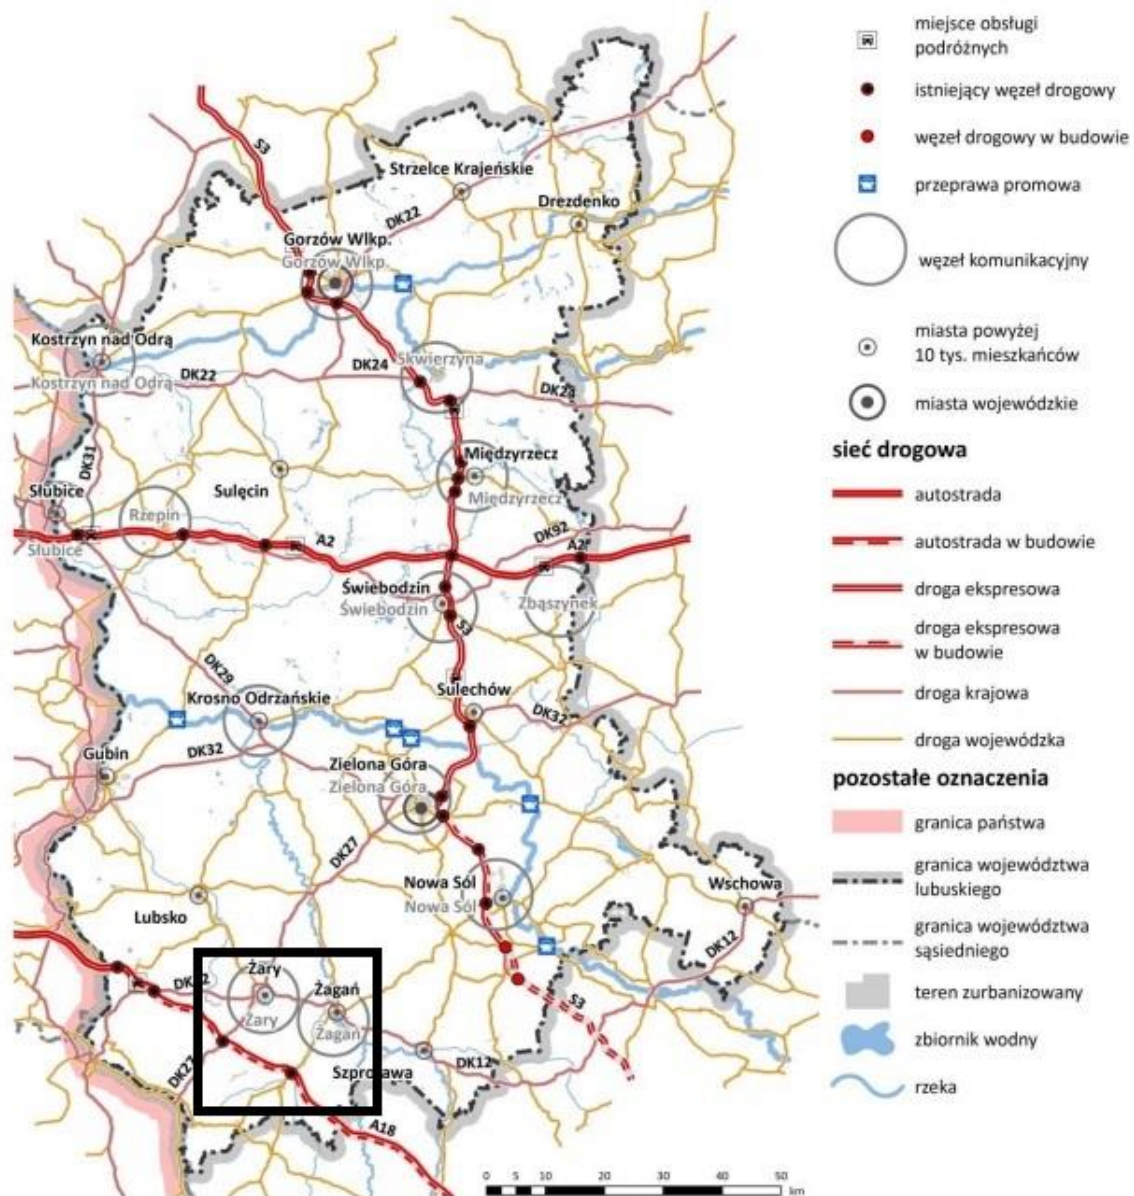 miejsce obsługi
podróżnych
istniejący węzeł drogowy
węzeł drogowy w budowie
przeprawa promowa
węzeł komunikacyjny
miasta powyżej
10 tys. mieszkańców
miasta wojewódzkie
sieć drogowa
autostrada
autostrada w budowie
droga ekspresowa
droga ekspresowa
w budowie
droga krajowa
droga wojewódzka
pozostałe oznaczenia
granica państwa
granica województwa
lubuskiego
granica województwa
sąsiedniego
teren zurbanizowany
zbiornik wodny
rzeka
S3
Strzelce Krajeńskie
DK22
Drezdenko
Gorzów Wlkp.
Gorzów Wlkp.
Kostrzyn nad Odrą
Kostrzyn nad Odrą
DK22
DK24
Skwierzyna
DK24
DK31
Międzyrzecz
Międzyrzecz
Słubice
Słubice
Rzepin
Sulęcin
A2
DK92
A2
Świebodzin
Świebodzin
Zbąszynek
S3
DK29
Krosno Odrzańskie
Sulechów
DK32
Gubin
DK32
Zielona Góra
Zielona Góra
DK27
Nowa Sól
Nowa Sól
Wschowa
Lubsko
DK12
Żary
Żary
Żagań
Żagań
S3
DK27
Szprotawa
DK12
A18
0 5 10 20 30 40 50
km